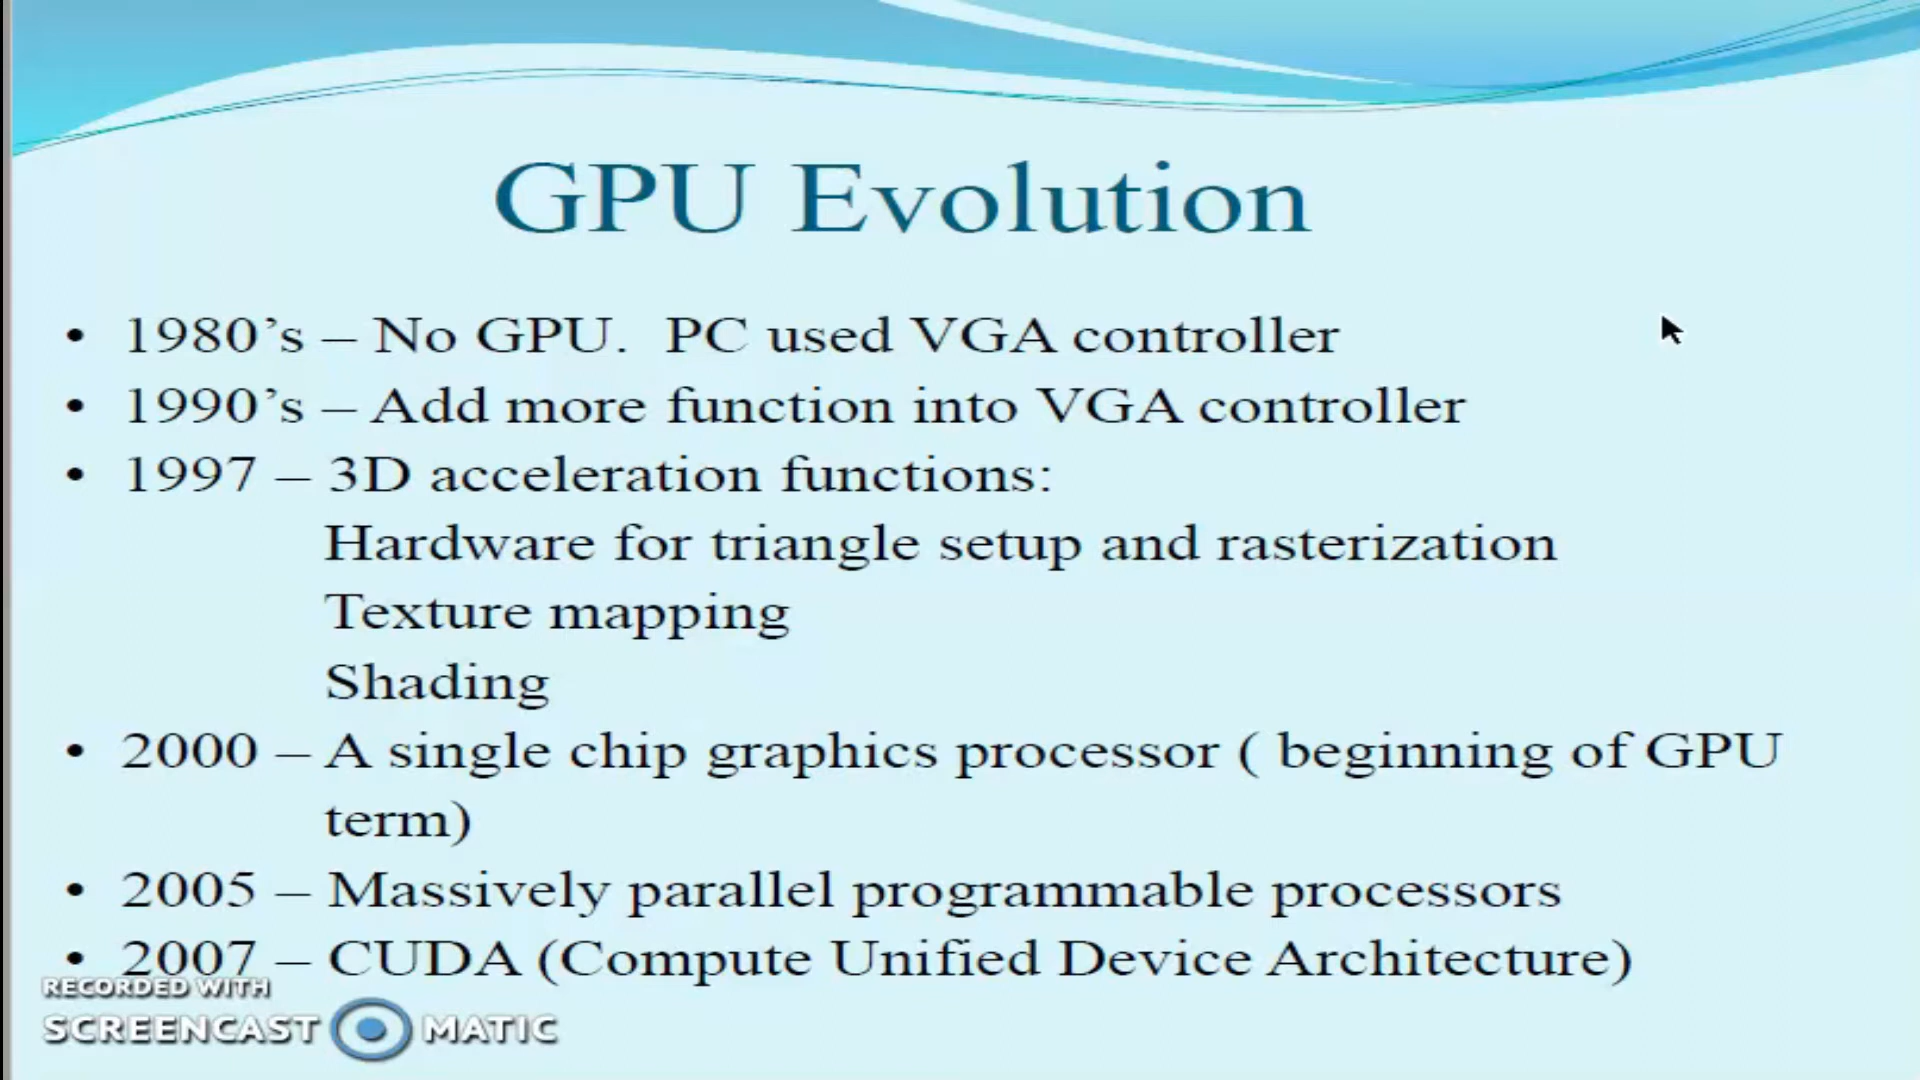 GPU Evolution
• 1980’s – No GPU. PC used VGA controller
• 1990’s – Add more function into VGA controller
• 1997 – 3D acceleration functions:
Hardware for triangle setup and rasterization
Texture mapping
Shading
• 2000 – A single chip graphics processor ( beginning of GPU
term)
• 2005 – Massively parallel programmable processors
• 2007 – CUDA (Compute Unified Device Architecture)
RECORDED WITH
SCREENCAST MATIC